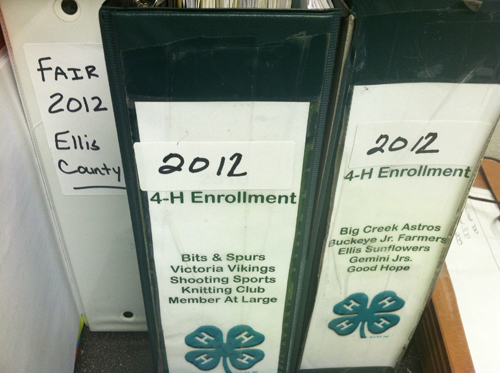 FAIR
2012
Ellis
County
2012
4-H Enrollment
Bits & Spurs
Victoria Vikings
Shooting Sports
Knitting Club
Member At Large
H H
H H
2012
4-H Enrollment
Big Creek Astros
Buckeye Jr. Farmers
Ellis Sunflowers
Gemini Jrs.
Good Hope
H H
H H